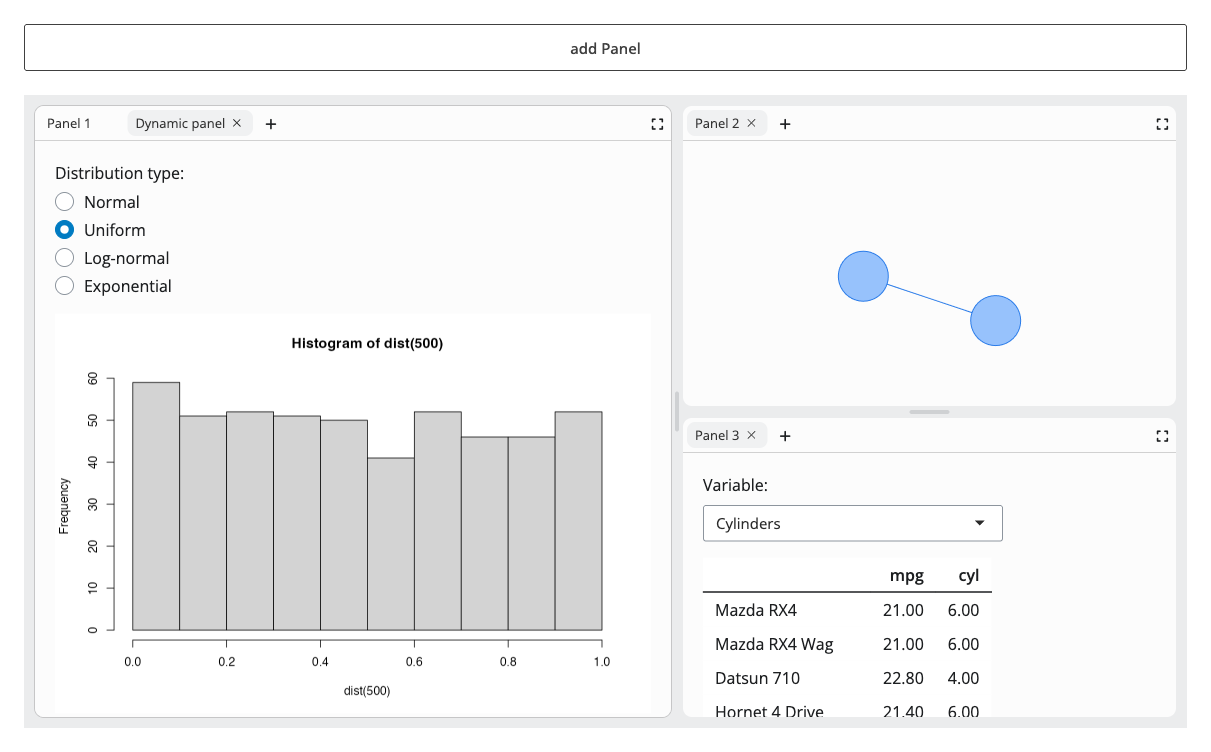 add Panel
Panel 1
Dynamic panel ×
+
Distribution type:
Normal
Uniform
Log-normal
Exponential
Histogram of dist(500)
Frequency
60
50
40
30
20
10
0
0.0 0.2 0.4 0.6 0.8 1.0
dist(500)
Panel 2 ×
+
Panel 3 ×
+
Variable:
Cylinders
mpg cyl
Mazda RX4 21.00 6.00
Mazda RX4 Wag 21.00 6.00
Datsun 710 22.80 4.00
Hornet 4 Drive 21.40 6.00